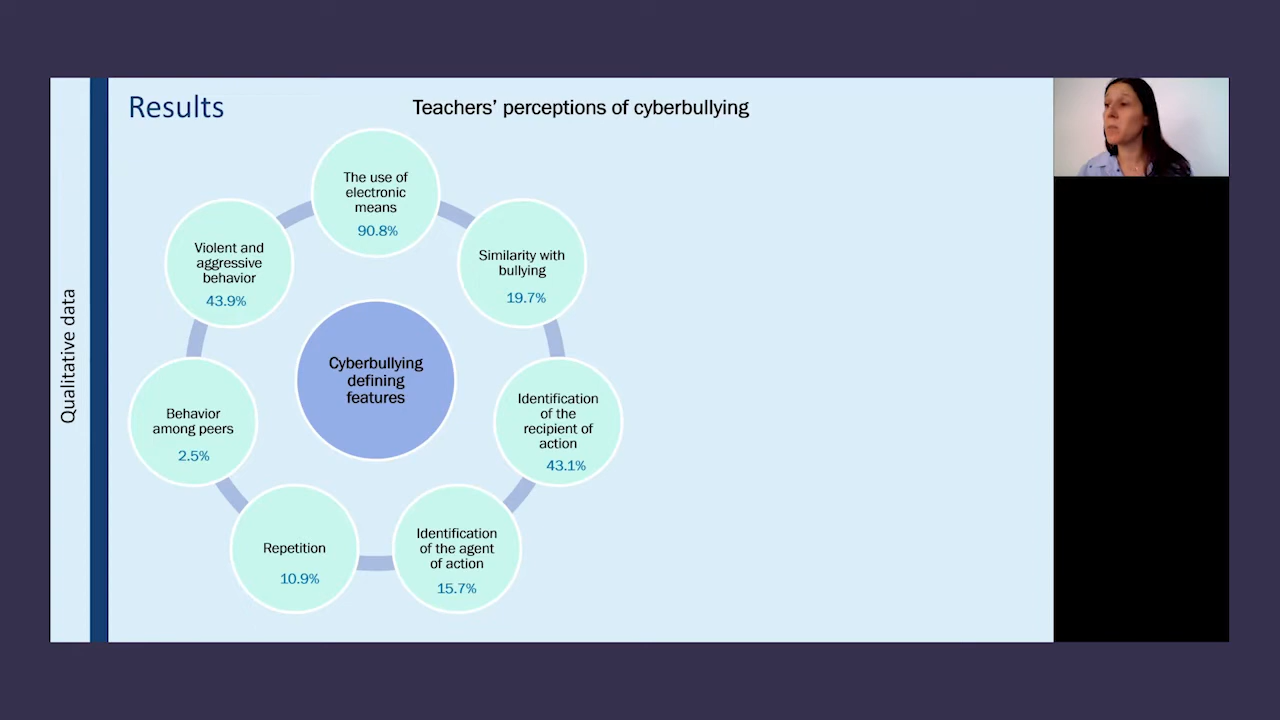 Results
Teachers’ perceptions of cyberbullying
Qualitative data
The use of
electronic
means
90.8%
Similarity with
bullying
19.7%
Identification
of the
recipient of
action
43.1%
Identification
of the agent
of action
15.7%
Repetition
10.9%
Behavior
among peers
2.5%
Violent and
aggressive
behavior
43.9%
Cyberbullying
defining
features